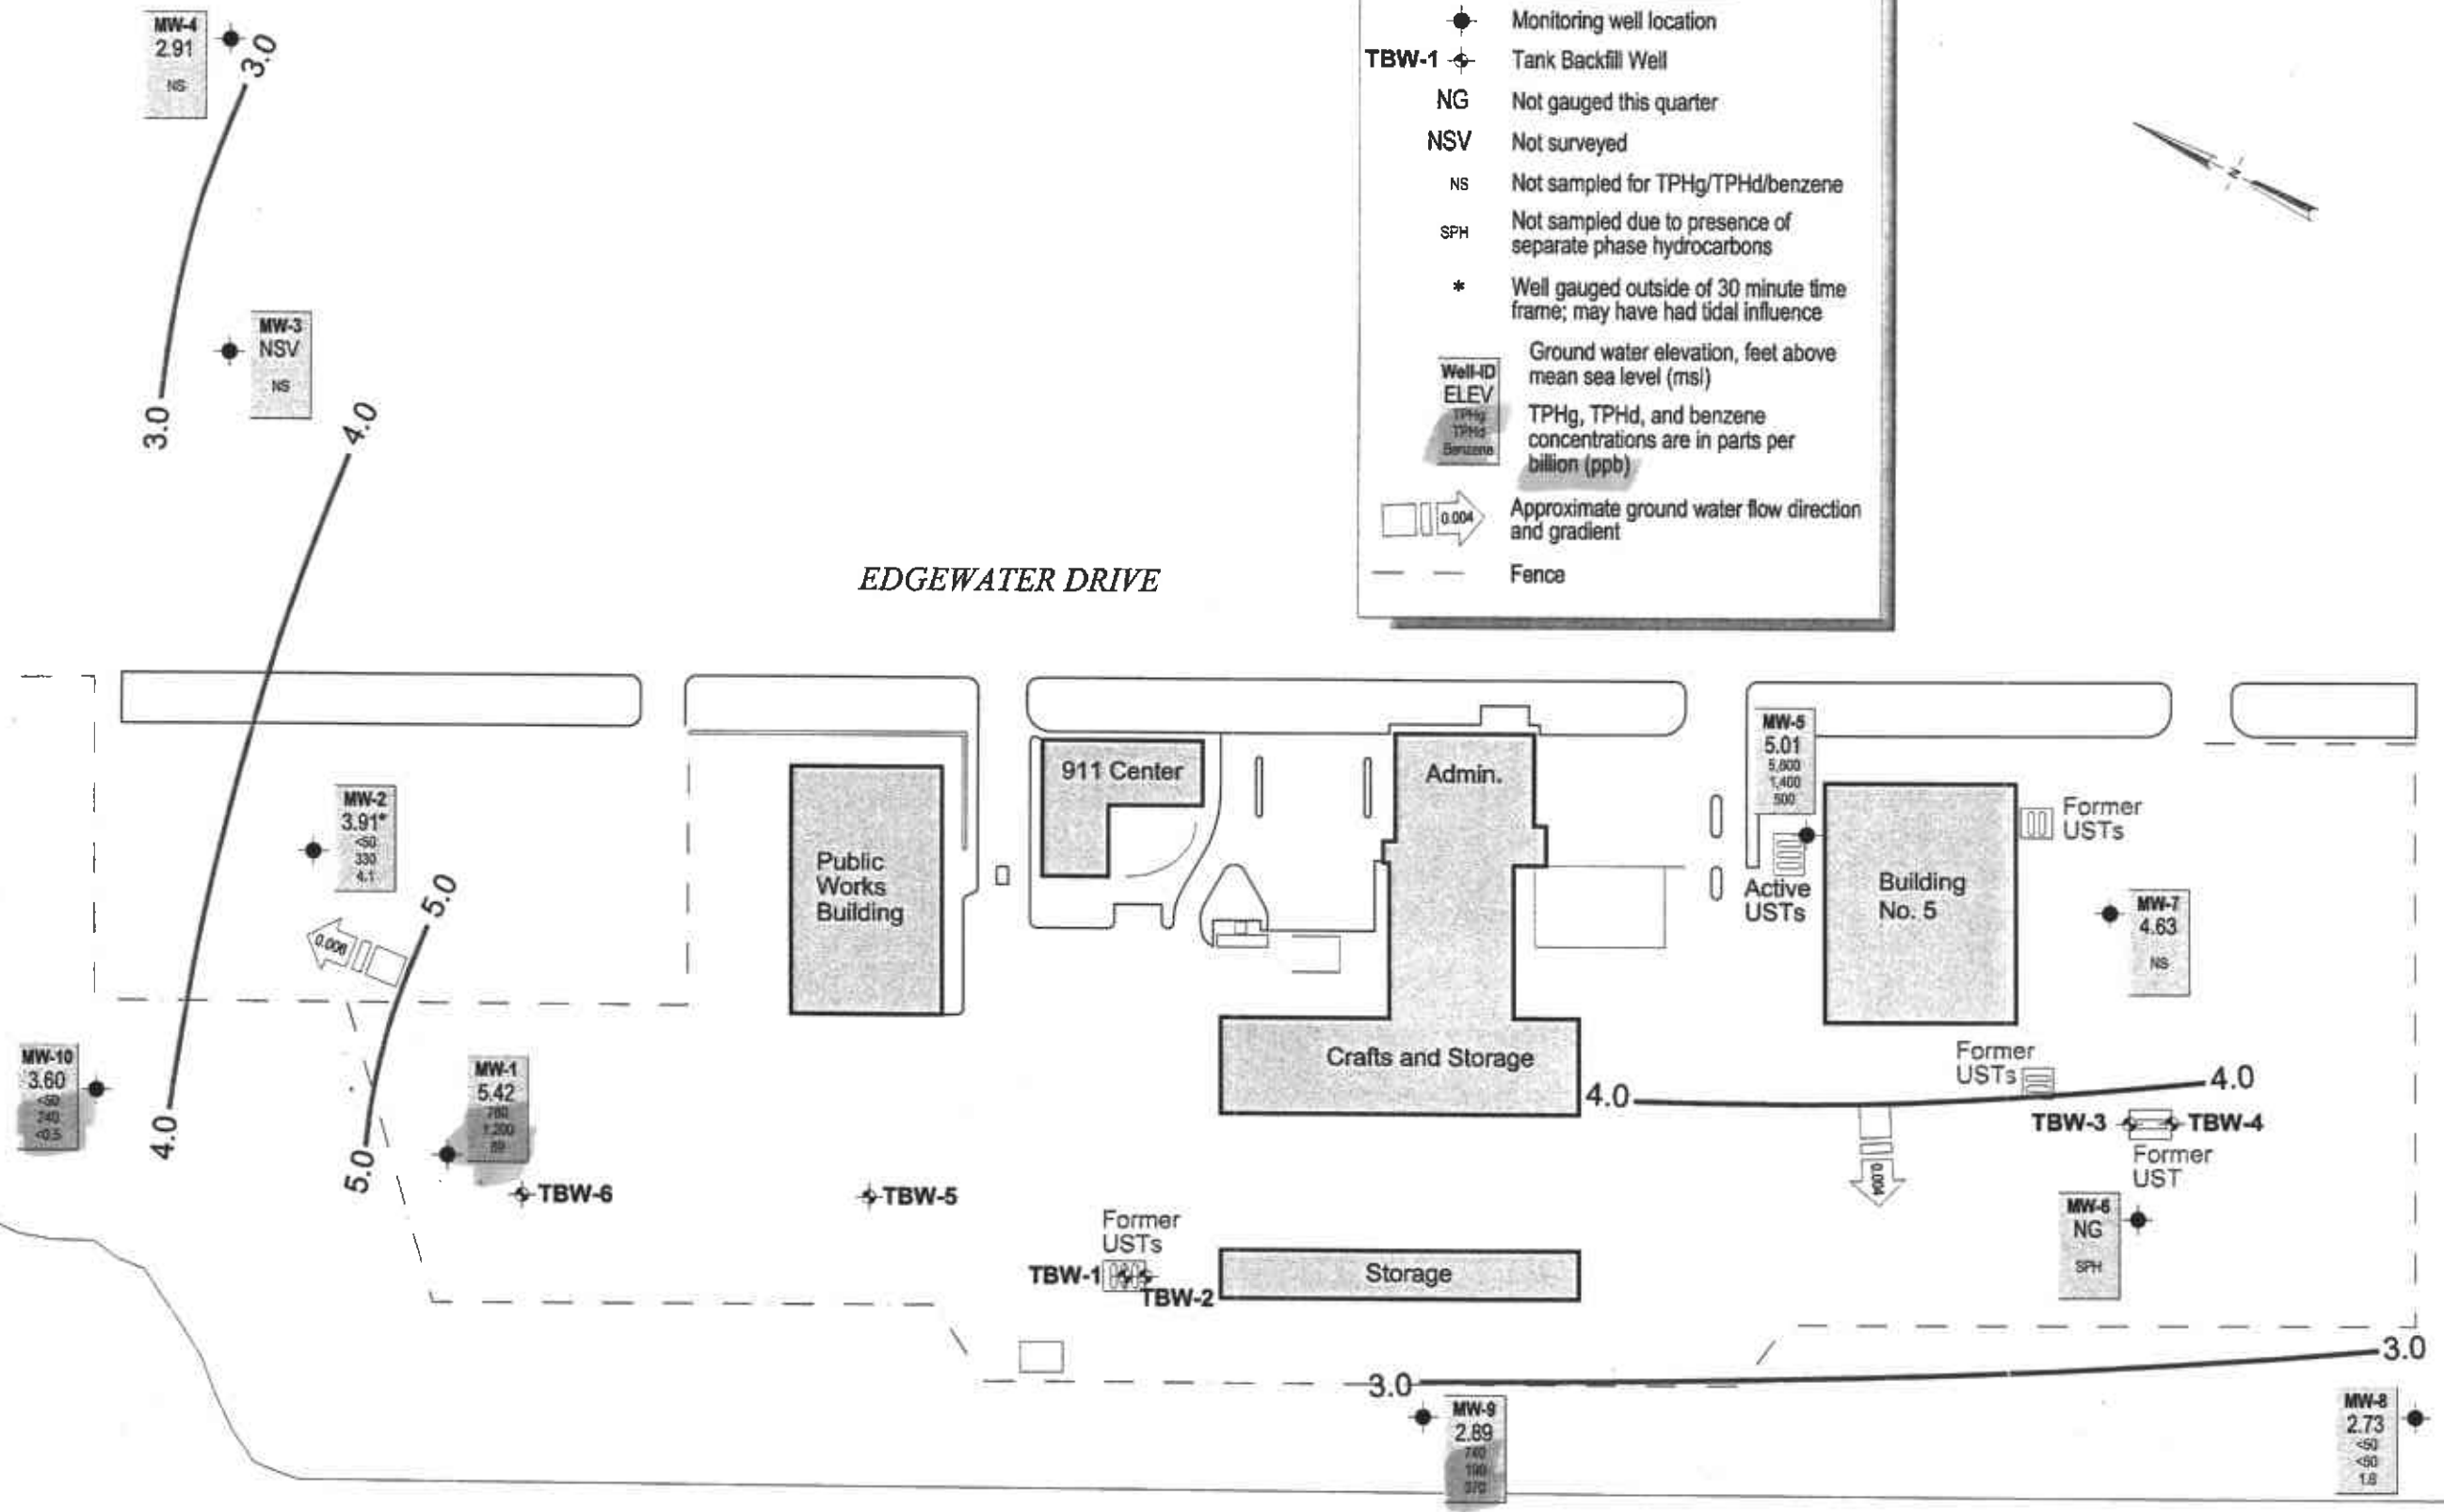 MW-4
2.91
NS
3.0
3.0
MW-3
NSV
NS
4.0
4.0
Monitoring well location
TBW-1 Tank Backfill Well
NG Not gauged this quarter
NSV Not surveyed
NS Not sampled for TPHg/TPHd/benzene
SPH Not sampled due to presence of
separate phase hydrocarbons
* Well gauged outside of 30 minute time
frame; may have had tidal influence
Well-ID
ELEV
TPHg
TPHd
Benzene
Ground water elevation, feet above
mean sea level (msl)
TPHg, TPHd, and benzene
concentrations are in parts per
billion (ppb)
0.004
Approximate ground water flow direction
and gradient
Fence
N
EDGEWATER DRIVE
MW-2
3.91*
<50
330
4.1
5.0
5.0
0.006
MW-10
3.60
<50
240
<0.5
MW-1
5.42
780
1,200
TBW-6
TBW-5
Public
Works
Building
911 Center
Admin.
Crafts and Storage
Storage
Former
USTs
TBW-1
TBW-2
MW-5
5.01
5,800
1,400
500
Active
USTs
Building
No. 5
Former
USTs
MW-7
4.63
NS
Former
USTs
4.0
4.0
0.004
TBW-3
TBW-4
Former
UST
MW-6
NG
SPH
3.0
3.0
MW-9
2.89
740
190
370
MW-8
2.73
<50
<50
1.8